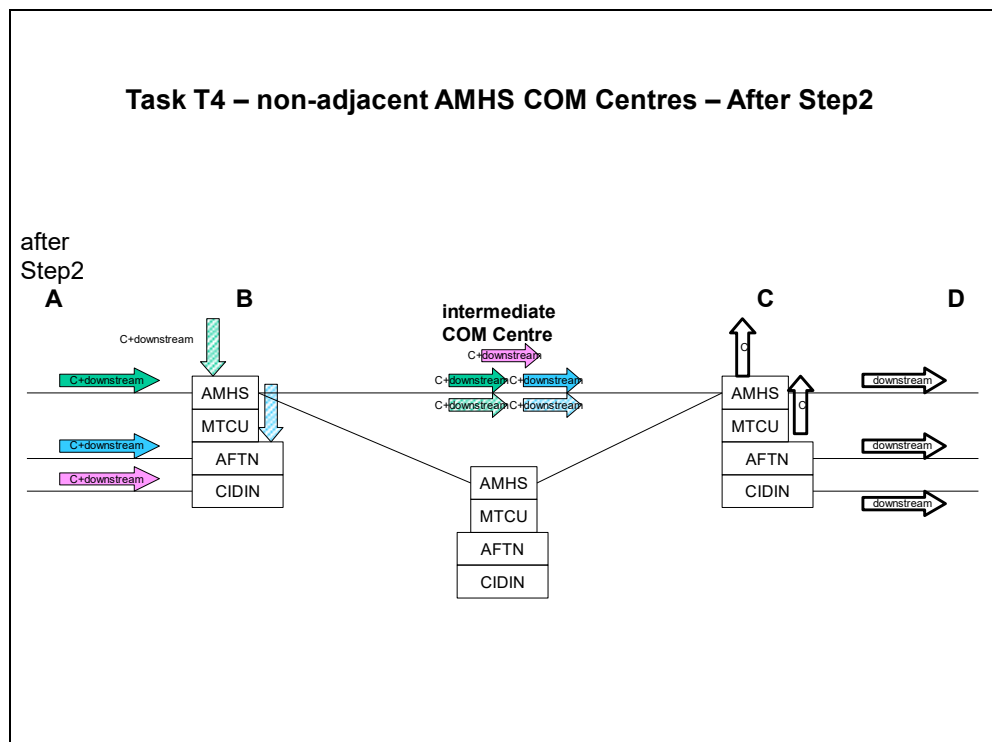 Task T4 – non-adjacent AMHS COM Centres – After Step2
after
Step2
A
B
C
D
intermediate
COM Centre
C+downstream
C+downstream
C
C+downstream
C+downstream
C+downstream
downstream
AMHS
AMHS
C+downstream
C+downstream
C
MTCU
MTCU
C+downstream
downstream
AFTN
AFTN
C+downstream
AMHS
CIDIN
CIDIN
downstream
MTCU
AFTN
CIDIN